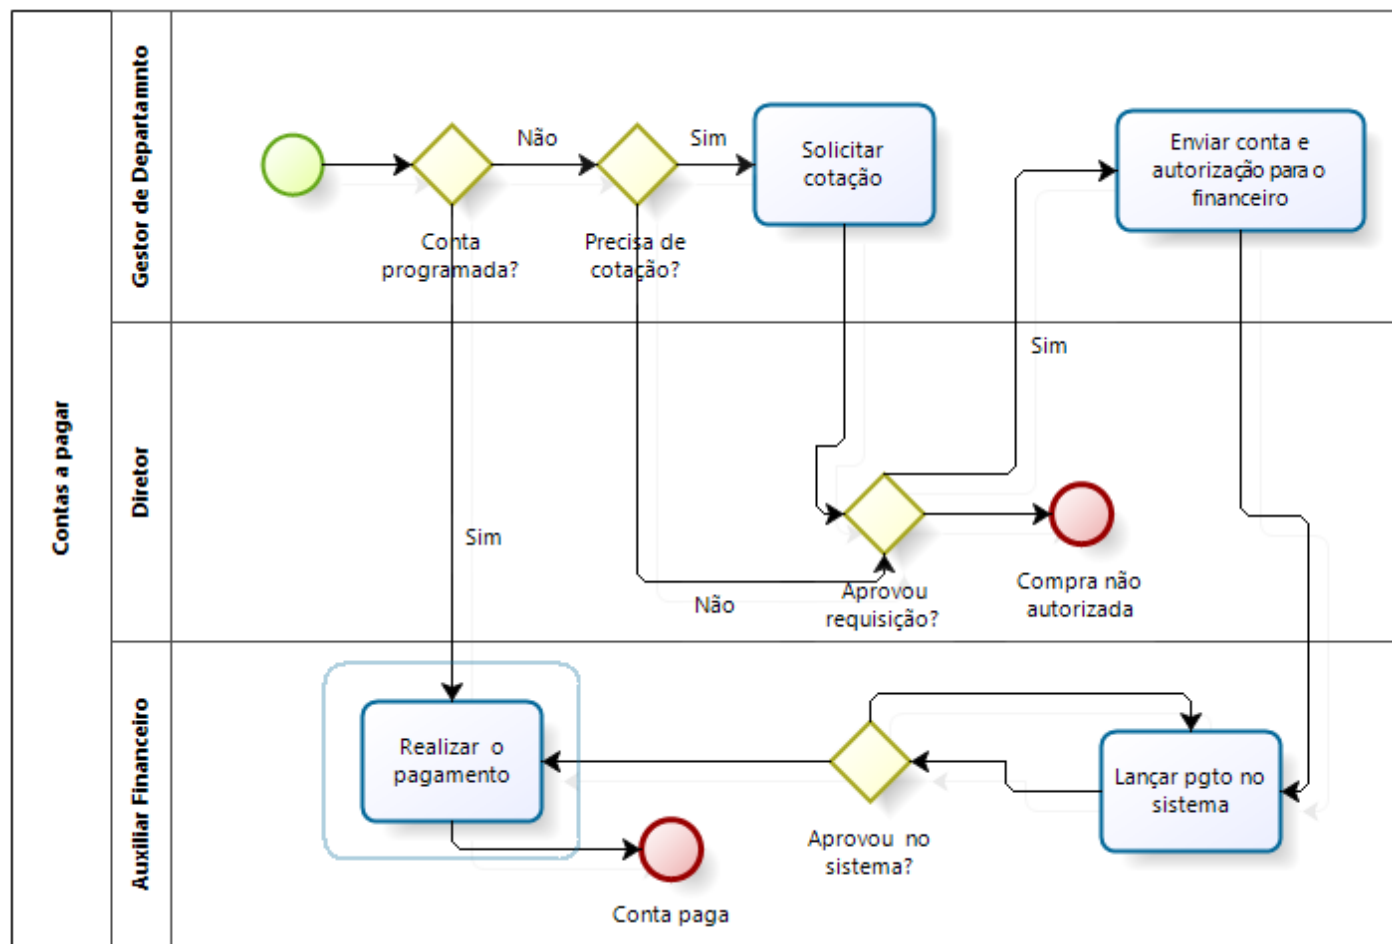 Contas a pagar
Gestor de Departamnto
Não
Sim
Solicitar
cotação
Enviar conta e
autorização para o
financeiro
Conta
programada?
Precisa de
cotação?
Diretor
Sim
Sim
Não
Aprovou
requisição?
Compra não
autorizada
Auxiliar Financeiro
Realizar o
pagamento
Aprovou no
sistema?
Lançar pgto no
sistema
Conta paga